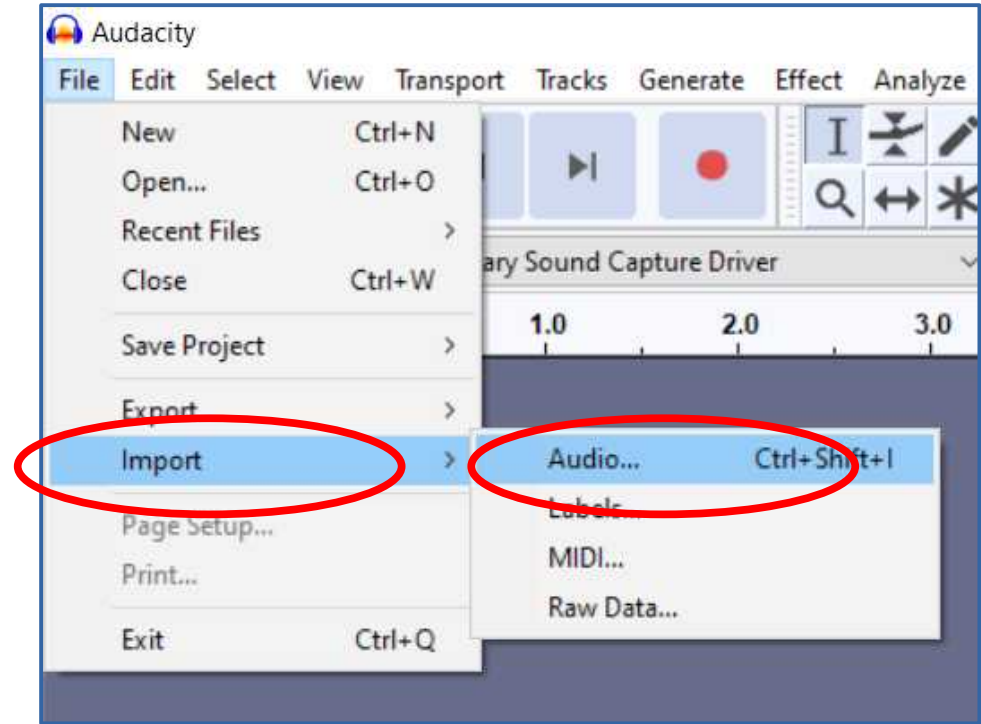 Audacity
File Edit Select View Transport Tracks Generate Effect Analyze
New Ctrl+N
Open... Ctrl+O
Recent Files >
Close Ctrl+W
ary Sound Capture Driver
1.0 2.0 3.0
Save Project >
Export >
Import >
Audio... Ctrl+Shift+I
Labels...
Page Setup...
MIDI...
Print...
Raw Data...
Exit Ctrl+Q